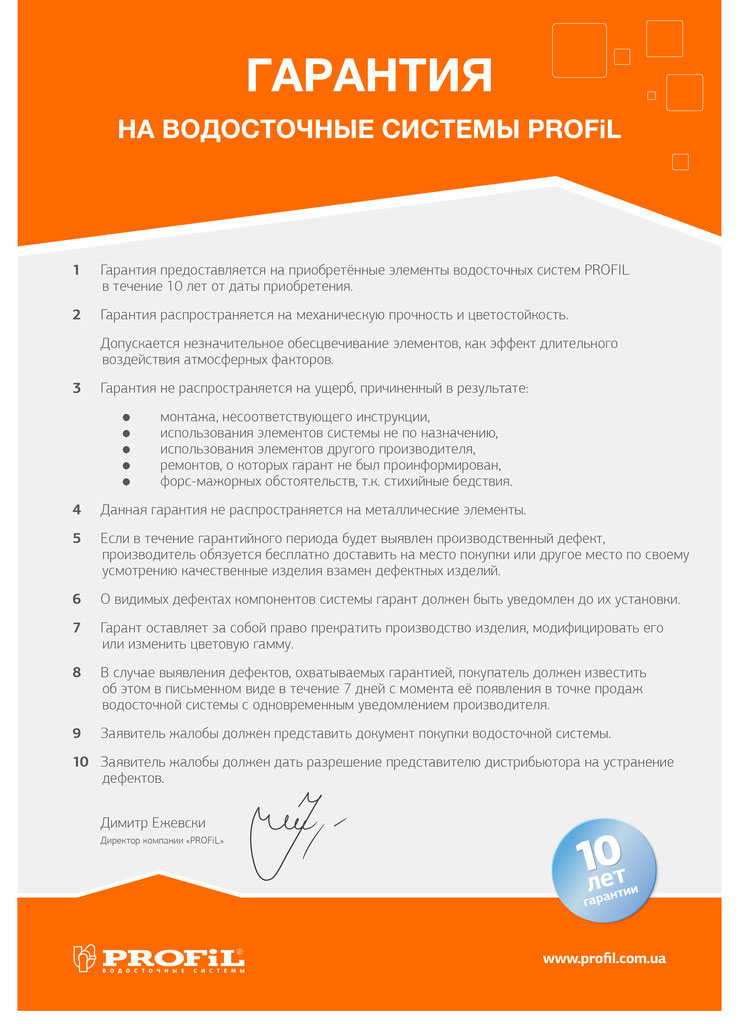 ГАРАНТИЯ
НА ВОДОСТОЧНЫЕ СИСТЕМЫ PROFiL
1 Гарантия предоставляется на приобретённые элементы водосточных систем PROFIL
в течение 10 лет от даты приобретения.
2 Гарантия распространяется на механическую прочность и цветостойкость.
Допускается незначительное обесцвечивание элементов, как эффект длительного
воздействия атмосферных факторов.
3 Гарантия не распространяется на ущерб, причиненный в результате:
● монтажа, несоответствующего инструкции,
● использования элементов системы не по назначению,
● использования элементов другого производителя,
● ремонтов, о которых гарант не был проинформирован,
● форс-мажорных обстоятельств, т.к. стихийные бедствия.
4 Данная гарантия не распространяется на металлические элементы.
5 Если в течение гарантийного периода будет выявлен производственный дефект,
производитель обязуется бесплатно доставить на место покупки или другое место по своему
усмотрению качественные изделия взамен дефектных изделий.
6 О видимых дефектах компонентов системы гарант должен быть уведомлен до их установки.
7 Гарант оставляет за собой право прекратить производство изделия, модифицировать его
или изменить цветовую гамму.
8 В случае выявления дефектов, охватываемых гарантией, покупатель должен известить
об этом в письменном виде в течение 7 дней с момента её появления в точке продаж
водосточной системы с одновременным уведомлением производителя.
9 Заявитель жалобы должен представить документ покупки водосточной системы.
10 Заявитель жалобы должен дать разрешение представителю дистрибьютора на устранение
дефектов.
Димитр Ежевски
Директор компании «PROFiL»
10
лет
гарантии
PROFiL®
ВОДОСТОЧНЫЕ СИСТЕМЫ
www.profil.com.ua